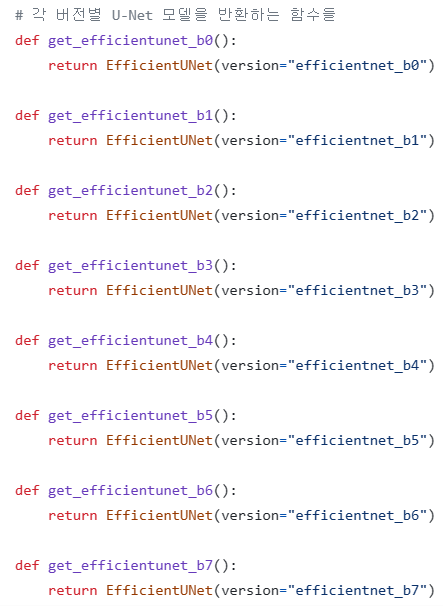 # 각 버전별 U-Net 모델을 반환하는 함수들
def get_efficientunet_b0():
    return EfficientUNet(version="efficientnet_b0")

def get_efficientunet_b1():
    return EfficientUNet(version="efficientnet_b1")

def get_efficientunet_b2():
    return EfficientUNet(version="efficientnet_b2")

def get_efficientunet_b3():
    return EfficientUNet(version="efficientnet_b3")

def get_efficientunet_b4():
    return EfficientUNet(version="efficientnet_b4")

def get_efficientunet_b5():
    return EfficientUNet(version="efficientnet_b5")

def get_efficientunet_b6():
    return EfficientUNet(version="efficientnet_b6")

def get_efficientunet_b7():
    return EfficientUNet(version="efficientnet_b7")